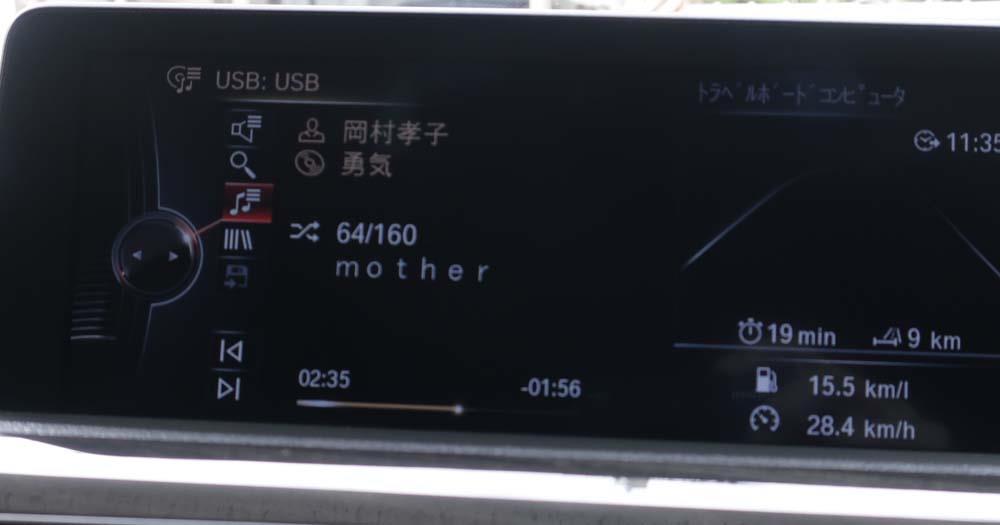 USB: USB
岡村孝子
勇気
64/160
ｍｏｔｈｅｒ
02:35
-01:56
ﾄﾗﾍﾞﾙﾎﾞｰﾄﾞｺﾝﾋﾟｭｰﾀ
11:35
19 min
9 km
15.5 km/l
28.4 km/h